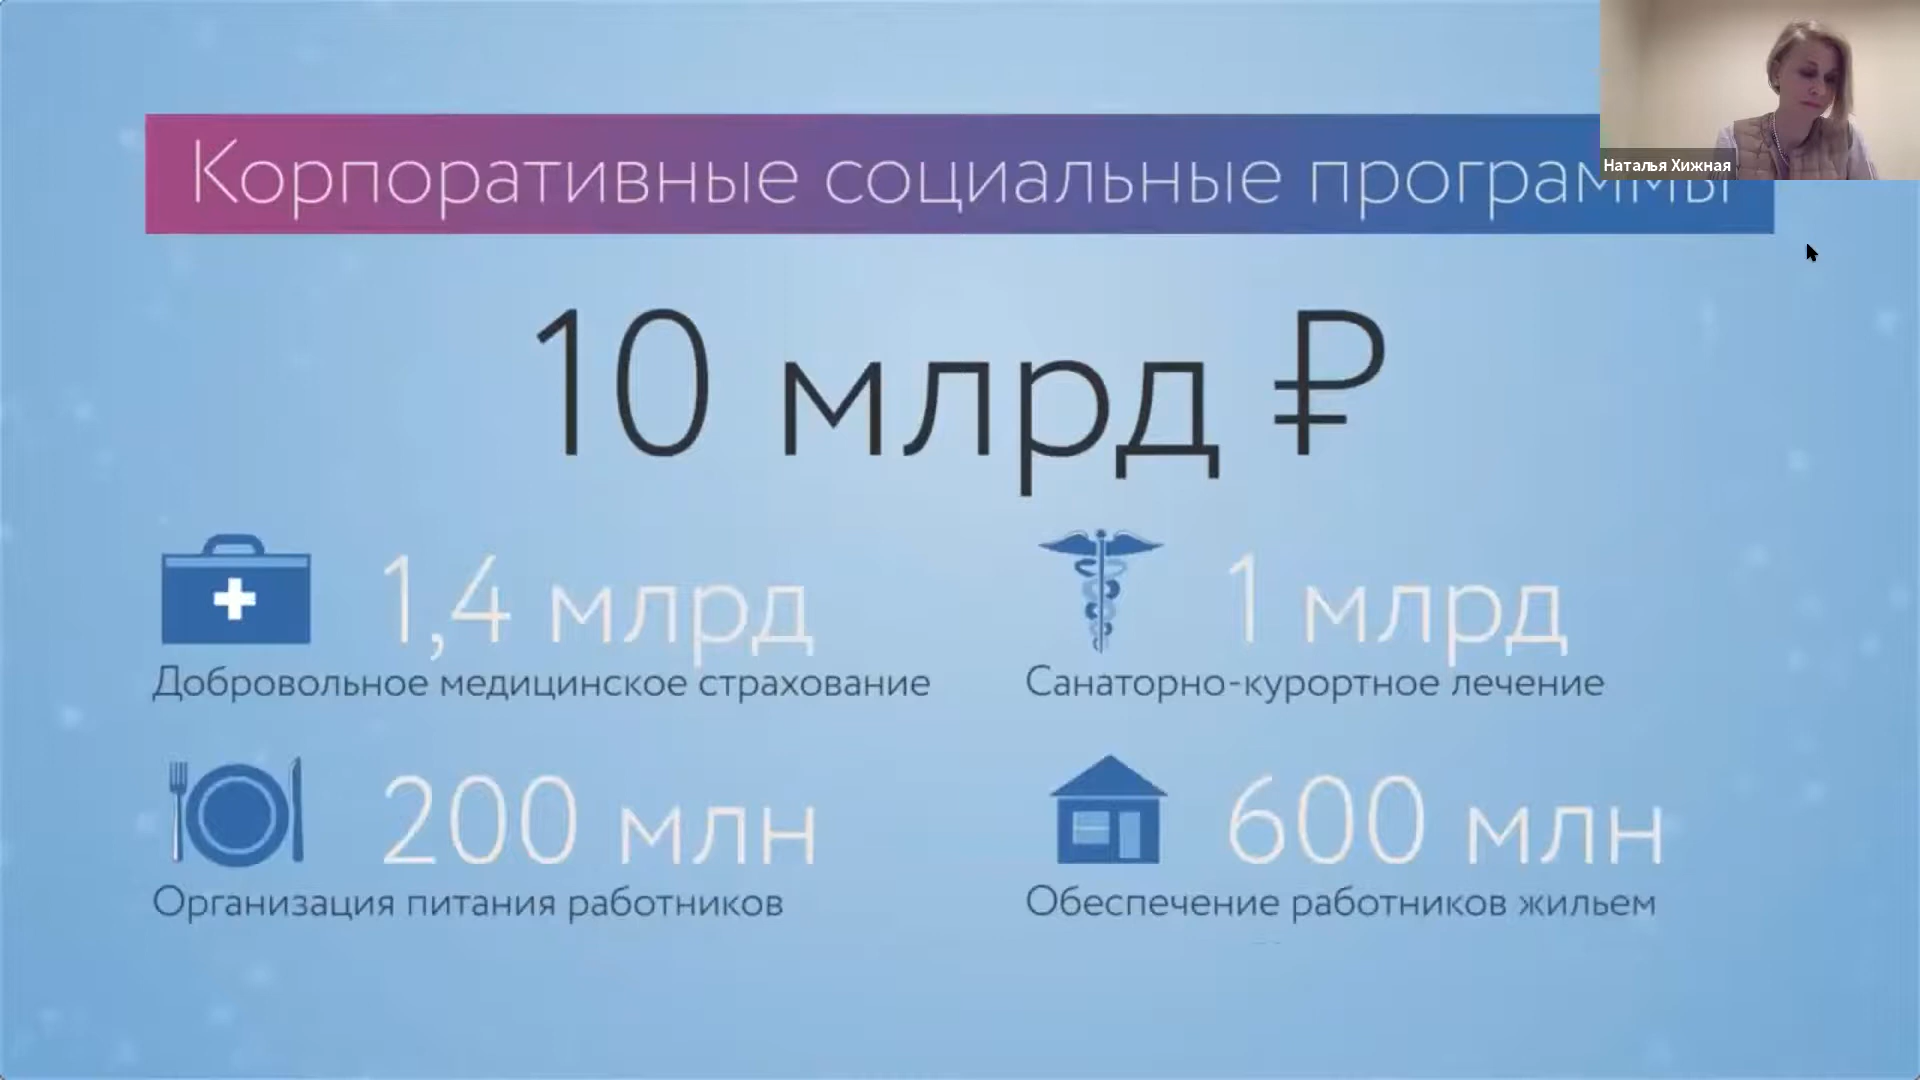 Корпоративные социальные программы
Наталья Хижная
10 млрд ₽
1,4 млрд
Добровольное медицинское страхование
1 млрд
Санаторно-курортное лечение
200 млн
Организация питания работников
600 млн
Обеспечение работников жильем